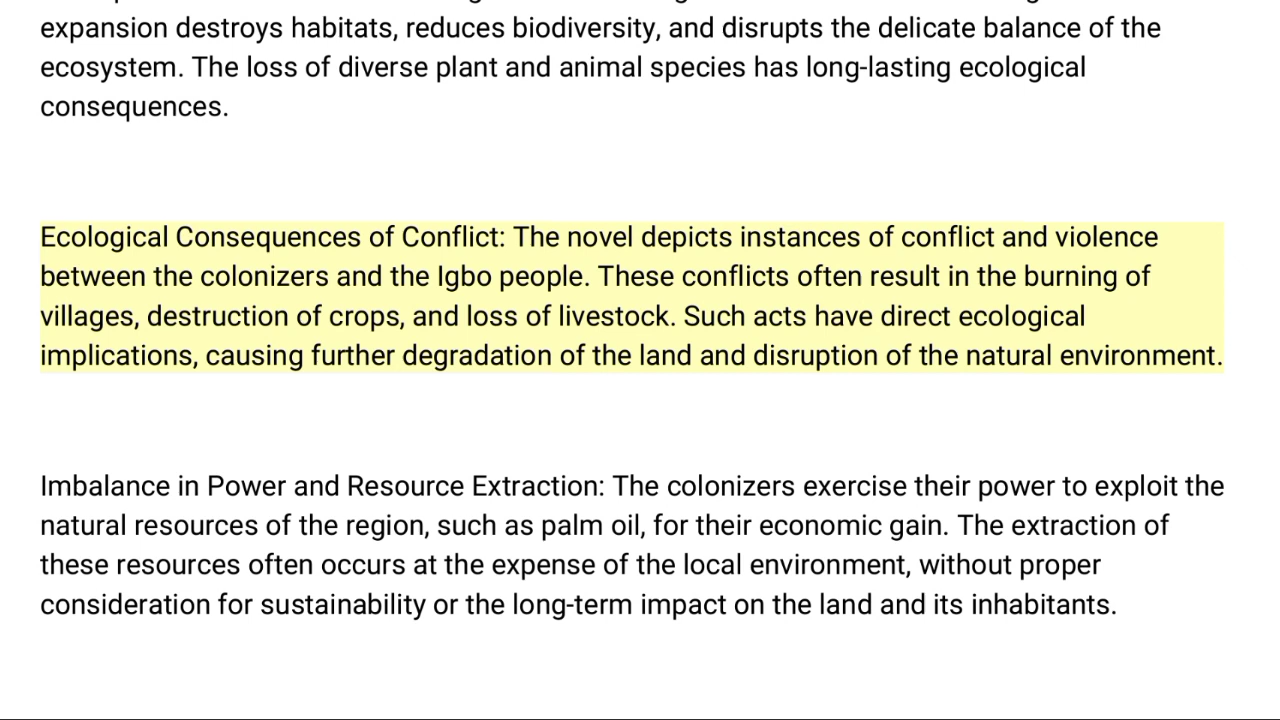 expansion destroys habitats, reduces biodiversity, and disrupts the delicate balance of the
ecosystem. The loss of diverse plant and animal species has long-lasting ecological
consequences.
Ecological Consequences of Conflict: The novel depicts instances of conflict and violence
between the colonizers and the Igbo people. These conflicts often result in the burning of
villages, destruction of crops, and loss of livestock. Such acts have direct ecological
implications, causing further degradation of the land and disruption of the natural environment.
Imbalance in Power and Resource Extraction: The colonizers exercise their power to exploit the
natural resources of the region, such as palm oil, for their economic gain. The extraction of
these resources often occurs at the expense of the local environment, without proper
consideration for sustainability or the long-term impact on the land and its inhabitants.